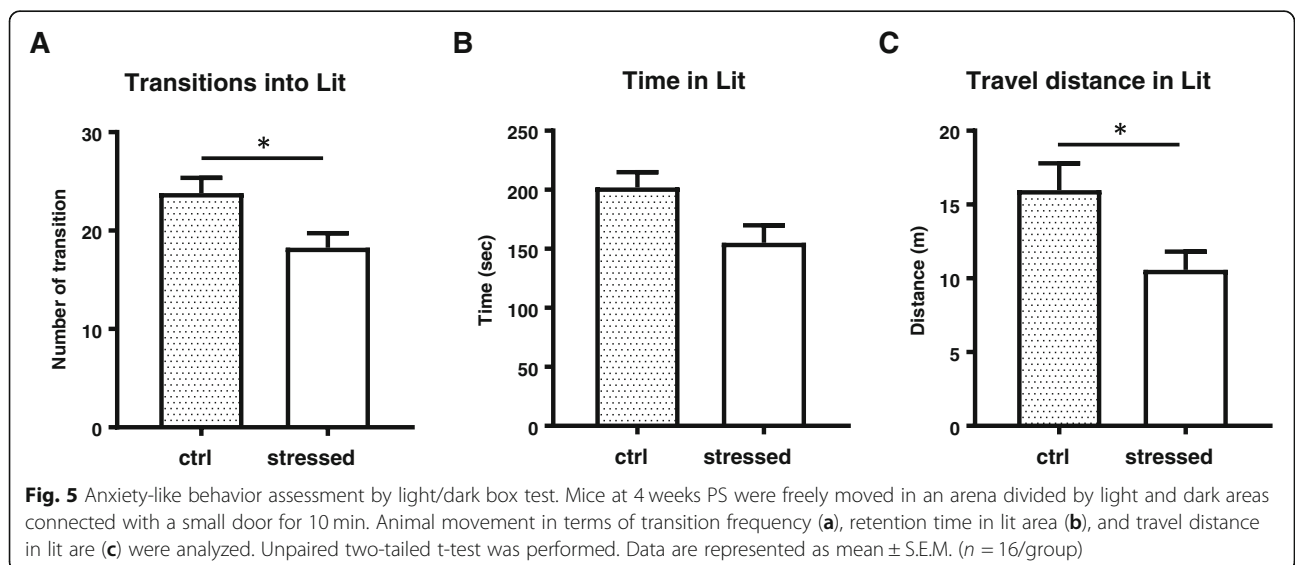 A
B
C
Transitions into Lit
Time in Lit
Travel distance in Lit
Number of transition
30
20
10
0
*
ctrl
stressed
Time (sec)
250
200
150
100
50
0
ctrl
stressed
Distance (m)
20
15
10
5
0
*
ctrl
stressed
Fig. 5 Anxiety-like behavior assessment by light/dark box test. Mice at 4 weeks PS were freely moved in an arena divided by light and dark areas
connected with a small door for 10 min. Animal movement in terms of transition frequency (a), retention time in lit area (b), and travel distance
in lit are (c) were analyzed. Unpaired two-tailed t-test was performed. Data are represented as mean ± S.E.M. (n = 16/group)